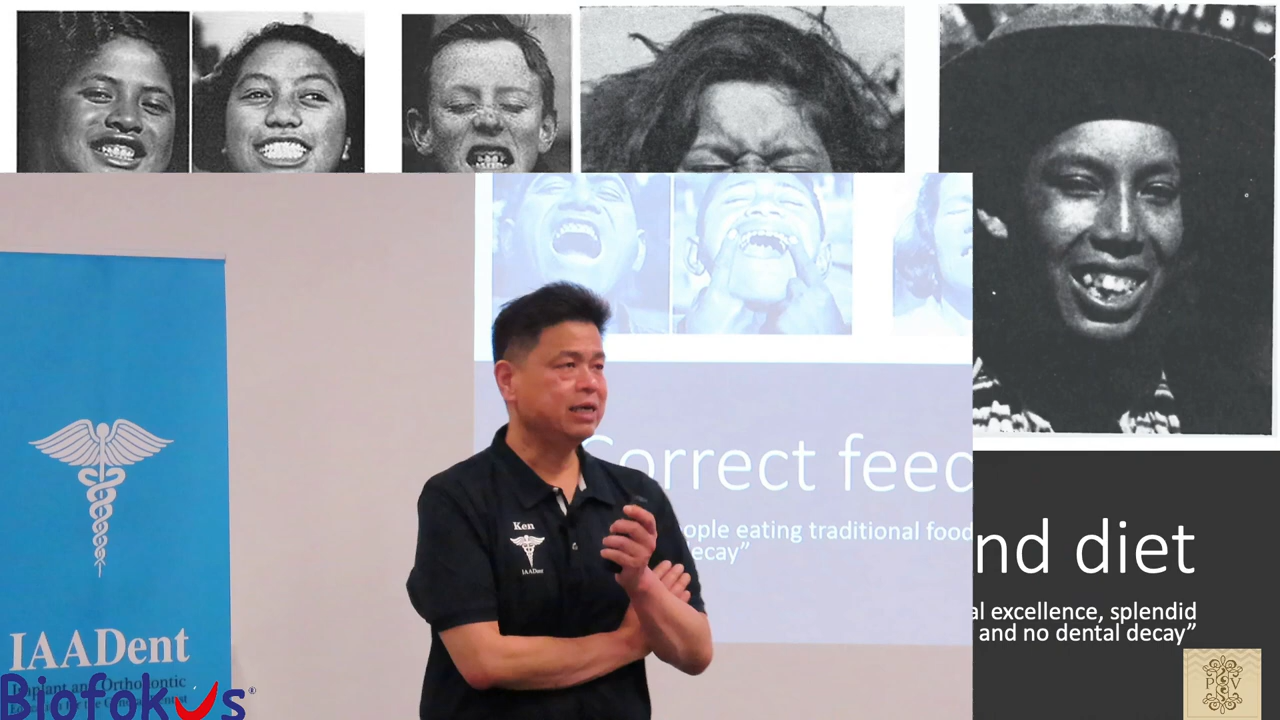 Correct feed
nd diet
ople eating traditional food
al excellence, splendid
ecay”
and no dental decay”
Ken
IAADent
IAADent
Implant and Orthodontic
Biofokus®
P V